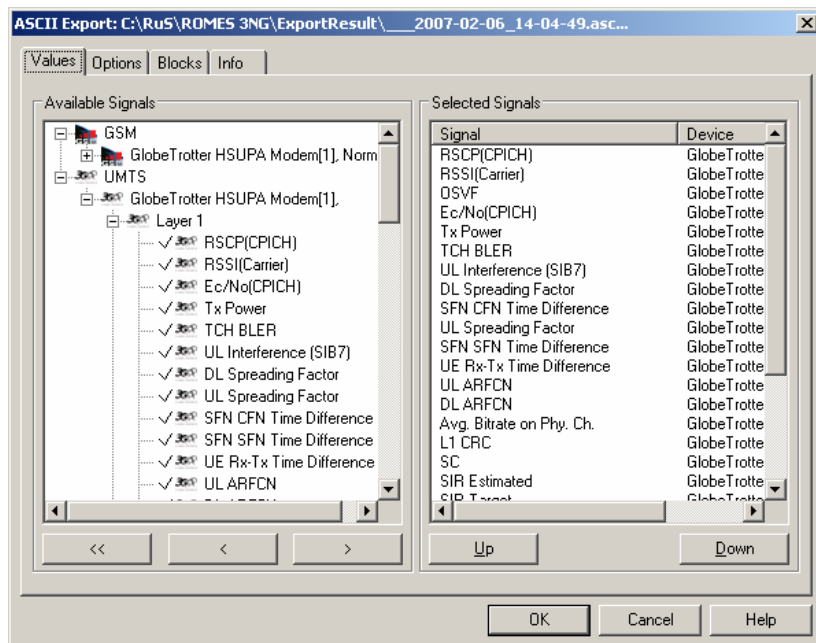 ASCII Export: C:\RuS\ROMES 3NG\ExportResult\___2007-02-06_14-04-49.asc...
Values Options Blocks Info
Available Signals
GSM
GlobeTrotter HSUPA Modem[1], Norm
UMTS
GlobeTrotter HSUPA Modem[1],
Layer 1
RSCP(CPICH)
RSSI(Carrier)
Ec/No(CPICH)
Tx Power
TCH BLER
UL Interference (SIB7)
DL Spreading Factor
UL Spreading Factor
SFN CFN Time Difference
SFN SFN Time Difference
UE Rx-Tx Time Difference
UL ARFCN
<< < >
Selected Signals
Signal Device
RSCP(CPICH) GlobeTrotte
RSSI(Carrier) GlobeTrotte
OSVF GlobeTrotte
Ec/No(CPICH) GlobeTrotte
Tx Power GlobeTrotte
TCH BLER GlobeTrotte
UL Interference (SIB7) GlobeTrotte
DL Spreading Factor GlobeTrotte
SFN CFN Time Difference GlobeTrotte
UL Spreading Factor GlobeTrotte
SFN SFN Time Difference GlobeTrotte
UE Rx-Tx Time Difference GlobeTrotte
UL ARFCN GlobeTrotte
DL ARFCN GlobeTrotte
Avg. Bitrate on Phy. Ch. GlobeTrotte
L1 CRC GlobeTrotte
SC GlobeTrotte
SIR Estimated GlobeTrotte
SIR Target GlobeTrotte
Up Down
OK Cancel Help